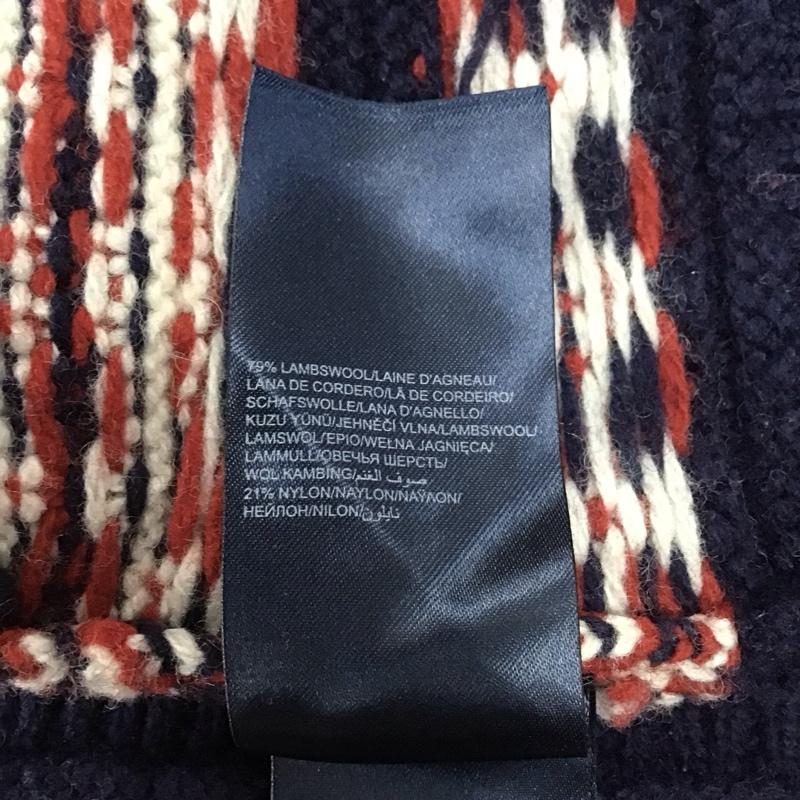 79% LAMBSWOOL/LAINE D'AGNEAU/
LANA DE CORDERO/LÃ DE CORDEIRO/
SCHAFSWOLLE/LANA D'AGNELLO/
KUZU YÜNÜ/JEHNĚČÍ VLNA/LAMBSWOOL/
LAMSWOL/ΕΡΙΟ/WEŁNA JAGNIĘCA/
LAMMULL/ОВЕЧЬЯ ШЕРСТЬ/
WOL KAMBING/صوف الغنم/
21% NYLON/NAYLON/ΝΑΫΛΟΝ/
НЕЙЛОН/NILON/نايلون